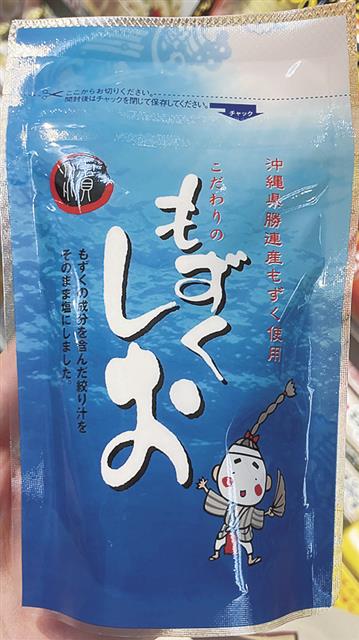 ここからお切りください。
開封後はチャックを閉じて保存してください。
チャック
沖縄県勝連産もずく使用
こだわりの
もずく
しお
もずくの成分を含んだ絞り汁を
そのまま塩にしました。